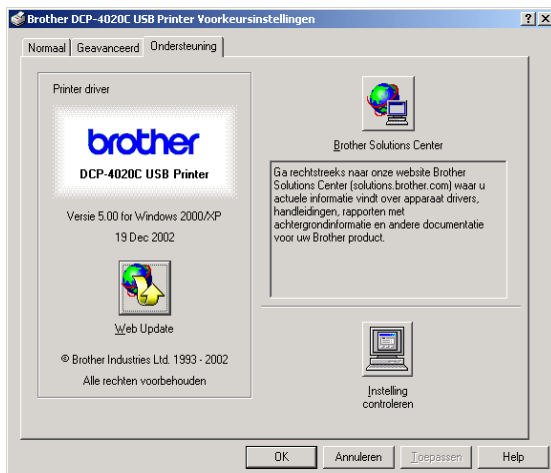 Brother DCP-4020C USB Printer Voorkeursinstellingen
Normaal
Geavanceerd
Ondersteuning
Printer driver
brother
DCP-4020C USB Printer
Versie 5.00 for Windows 2000/XP
19 Dec 2002
Web Update
© Brother Industries Ltd. 1993 - 2002
Alle rechten voorbehouden
Brother Solutions Center
Ga rechtstreeks naar onze website Brother
Solutions Center (solutions.brother.com) waar u
actuele informatie vindt over apparaat drivers,
handleidingen, rapporten met
achtergrondinformatie en andere documentatie
voor uw Brother product.
Instelling
controleren
OK
Annuleren
Toepassen
Help